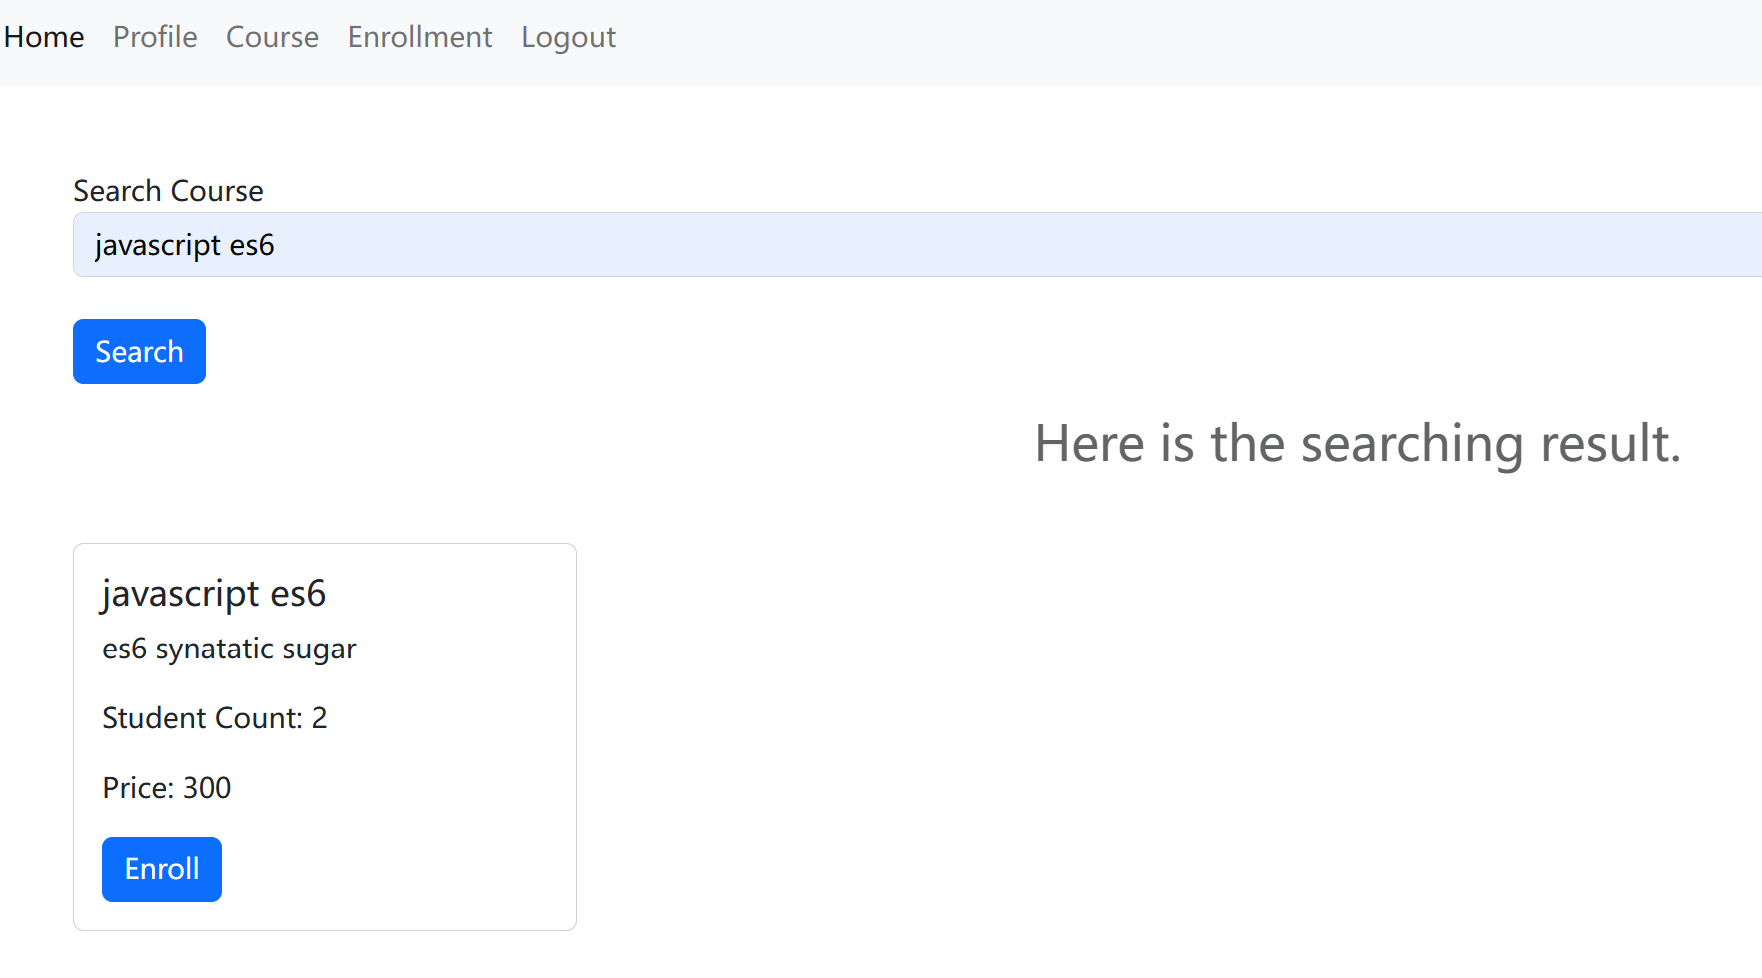 Home Profile Course Enrollment Logout
Search Course
javascript es6
Search
Here is the searching result.
javascript es6
es6 synatatic sugar
Student Count: 2
Price: 300
Enroll